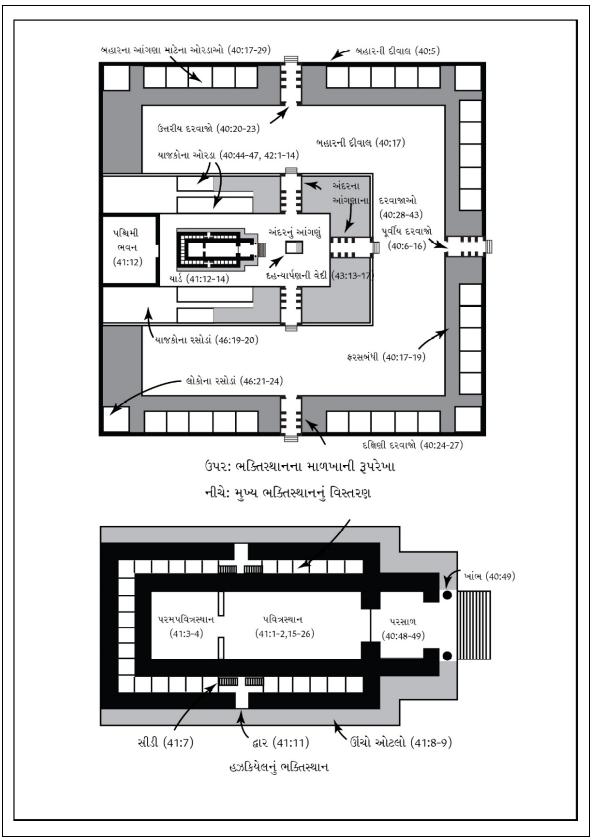 બહારના આંગણા માટેના ઓરડાઓ (40:17-29)
બહારની દીવાલ (40:5)
ઉત્તરીય દરવાજો (40:20-23)
બહારની દીવાલ (40:17)
યાજકોના ઓરડા (40:44-47, 42:1-14)
અંદરના
આંગણાના દરવાજાઓ
(40:28-43)
પશ્ચિમી
ભવન
(41:12)
અંદરનું આંગણું
પૂર્વીય દરવાજો
(40:6-16)
યાર્ડ (41:12-14)
દહનાર્પણની વેદી (43:13-17)
યાજકોના રસોડાં (46:19-20)
ફરસબંધી (40:17-19)
લોકોના રસોડાં (46:21-24)
દક્ષિણી દરવાજો (40:24-27)
ઉપર: ભક્તિસ્થાનના માળખાની રૂપરેખા
નીચે: મુખ્ય ભક્તિસ્થાનનું વિસ્તરણ
ખાંભ (40:49)
પરમપવિત્રસ્થાન
(41:3-4)
પવિત્રસ્થાન
(41:1-2,15-26)
પરસાળ
(40:48-49)
સીડી (41:7)
દ્વાર (41:11)
ઊંચો ઓટલો (41:8-9)
હઝકિયેલનું ભક્તિસ્થાન